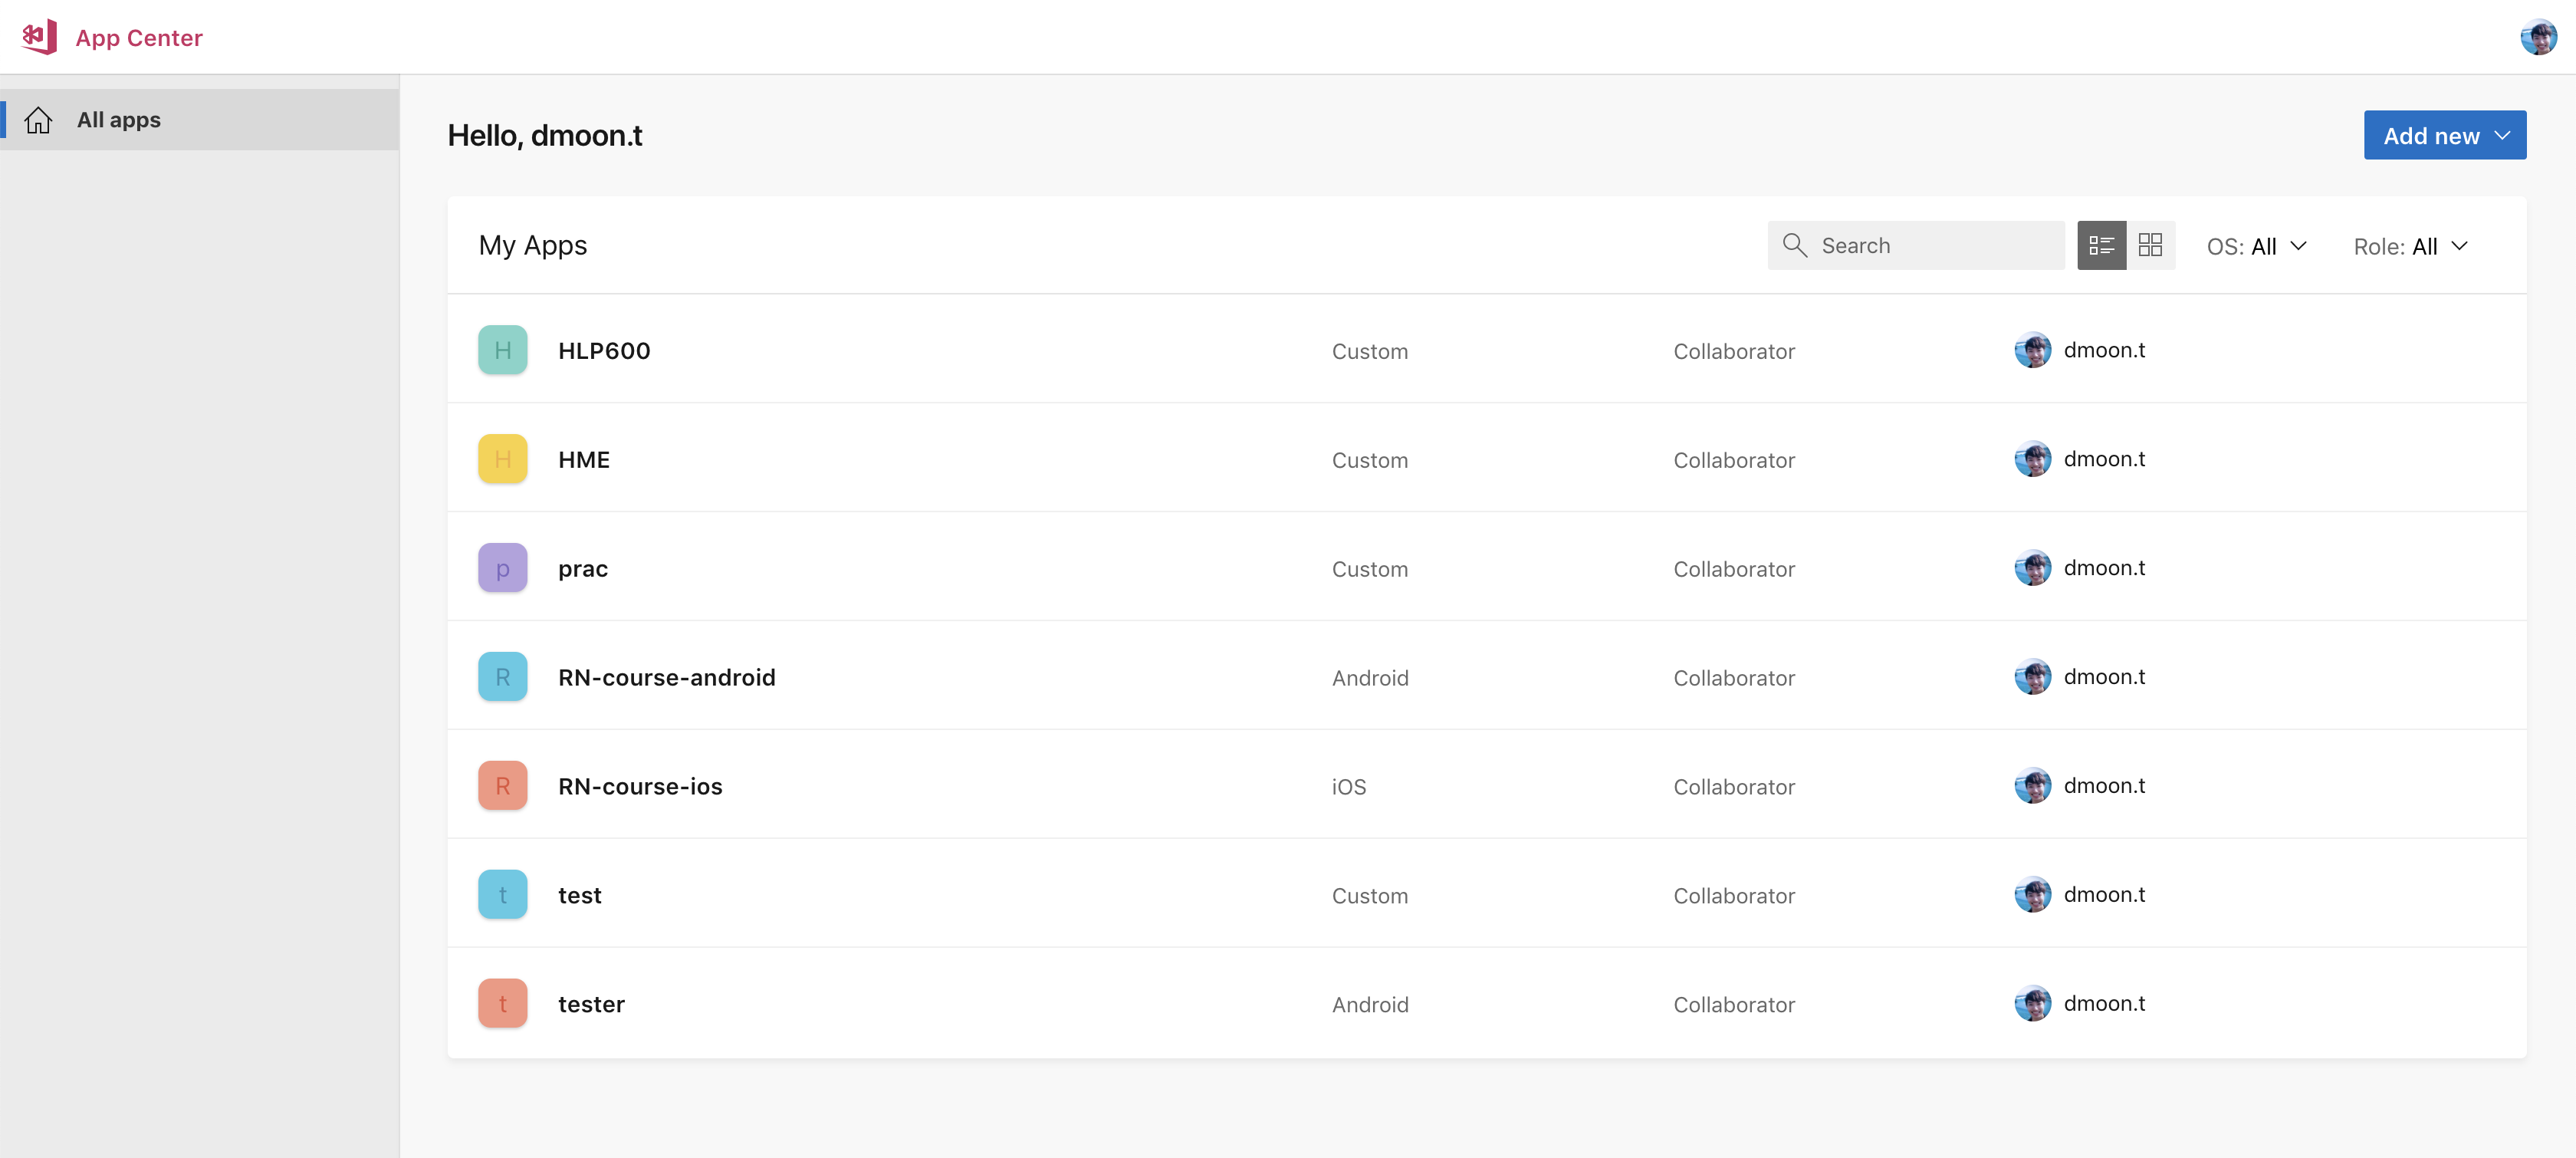 App Center
All apps
Hello, dmoon.t
Add new
My Apps
Search
OS: All
Role: All
H HLP600 Custom Collaborator dmoon.t
H HME Custom Collaborator dmoon.t
p prac Custom Collaborator dmoon.t
R RN-course-android Android Collaborator dmoon.t
R RN-course-ios iOS Collaborator dmoon.t
t test Custom Collaborator dmoon.t
t tester Android Collaborator dmoon.t